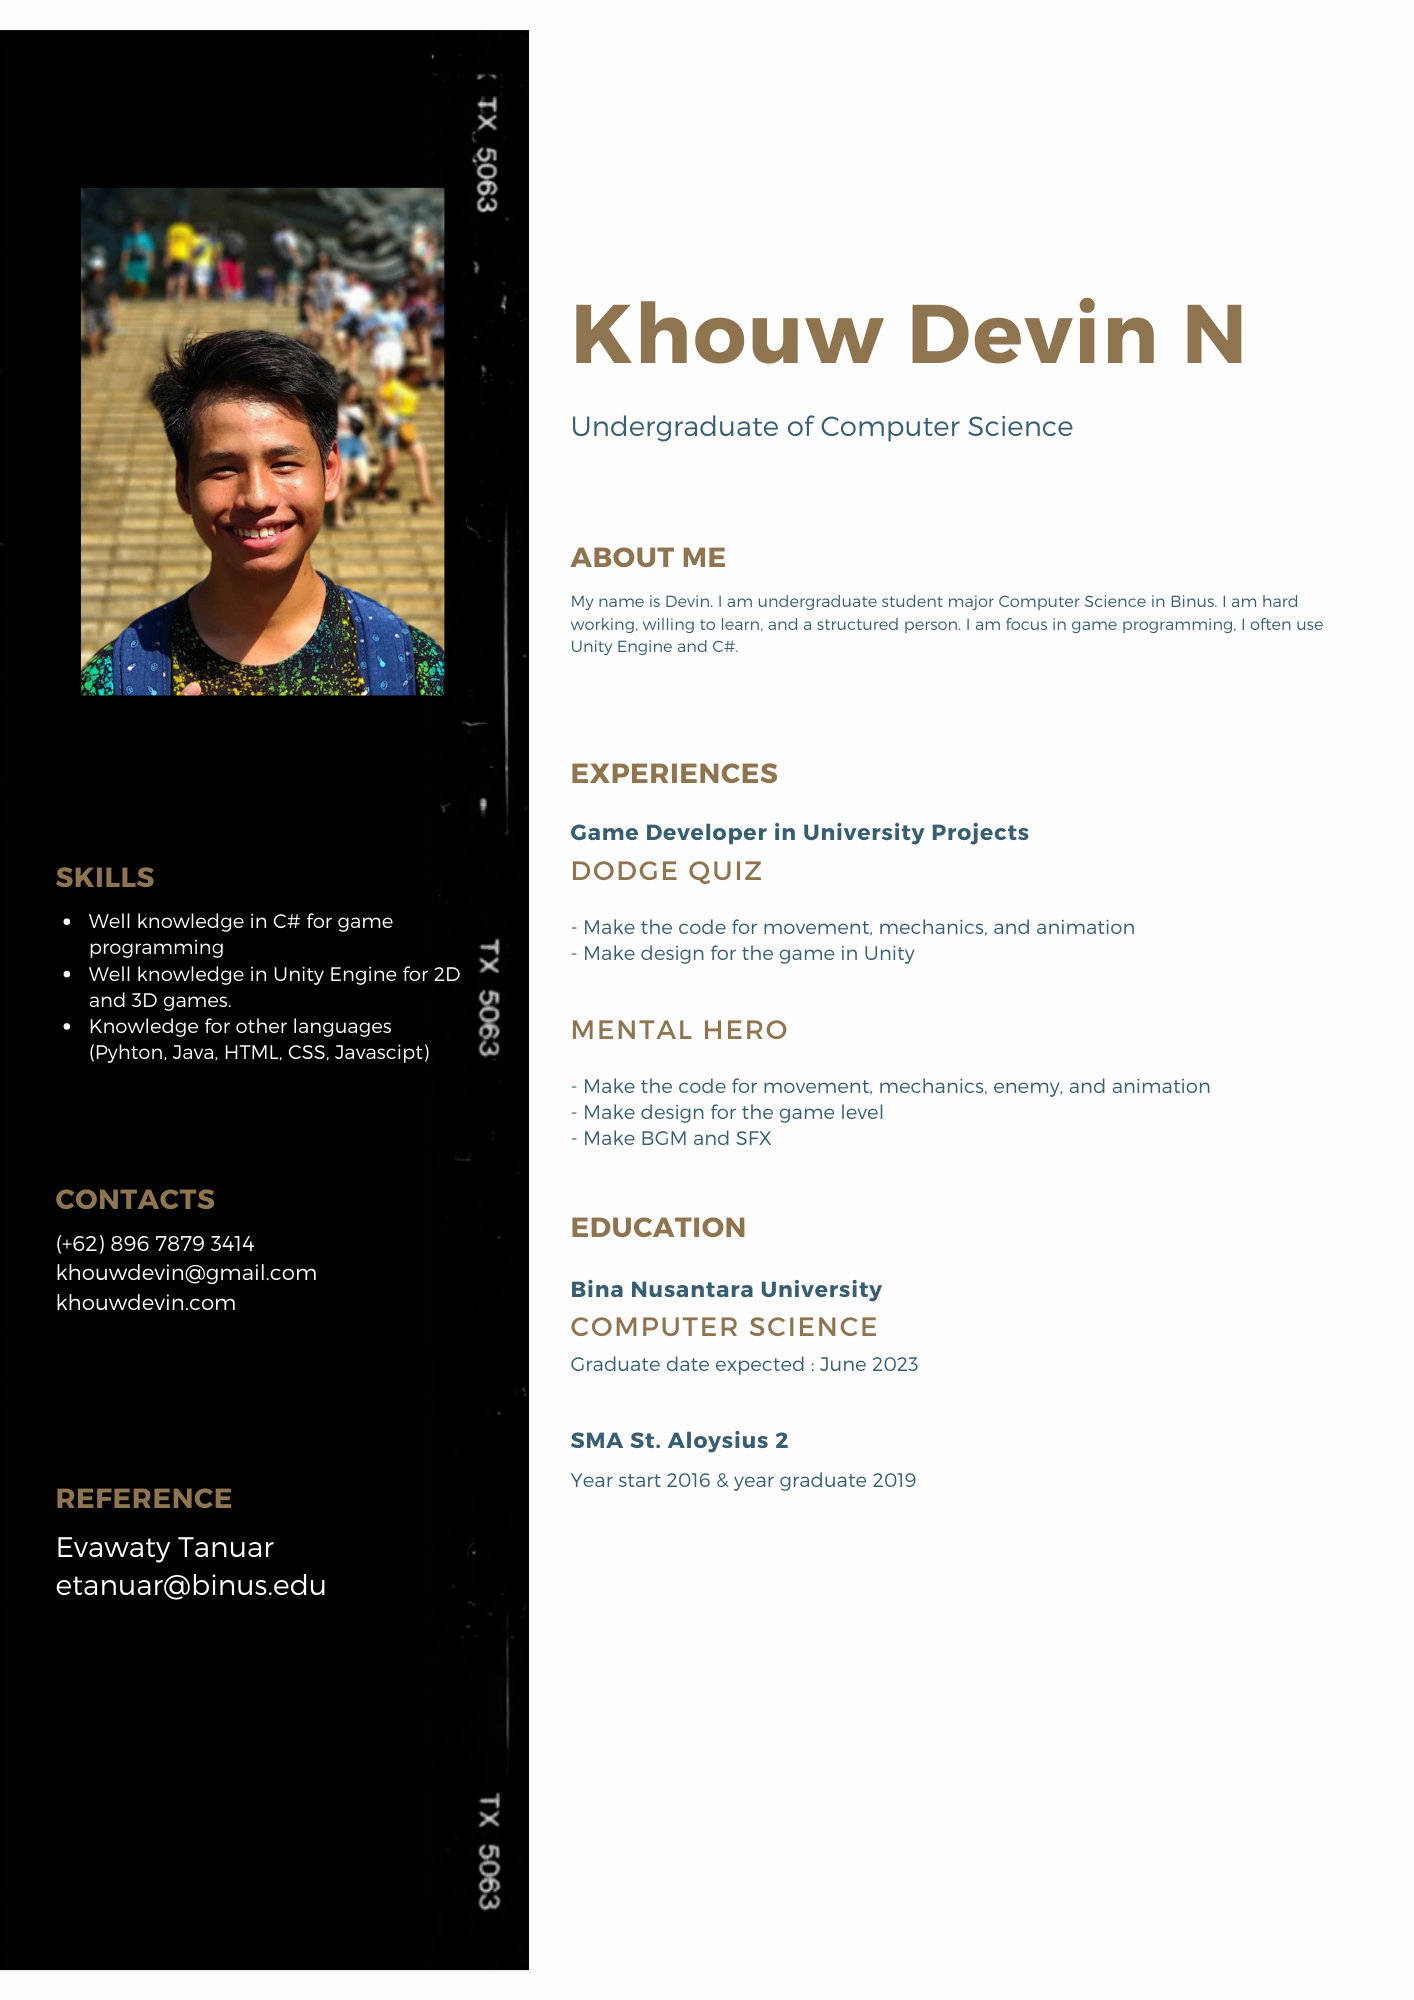 TX 5063
SKILLS
• Well knowledge in C# for game
programming
• Well knowledge in Unity Engine for 2D
and 3D games.
• Knowledge for other languages
(Pyhton, Java, HTML, CSS, Javascipt)
TX 5063
CONTACTS
(+62) 896 7879 3414
khouwdevin@gmail.com
khouwdevin.com
REFERENCE
Evawaty Tanuar
etanuar@binus.edu
TX 5063
Khouw Devin N
Undergraduate of Computer Science
ABOUT ME
My name is Devin. I am undergraduate student major Computer Science in Binus. I am hard
working, willing to learn, and a structured person. I am focus in game programming, I often use
Unity Engine and C#.
EXPERIENCES
Game Developer in University Projects
DODGE QUIZ
- Make the code for movement, mechanics, and animation
- Make design for the game in Unity
MENTAL HERO
- Make the code for movement, mechanics, enemy, and animation
- Make design for the game level
- Make BGM and SFX
EDUCATION
Bina Nusantara University
COMPUTER SCIENCE
Graduate date expected : June 2023
SMA St. Aloysius 2
Year start 2016 & year graduate 2019